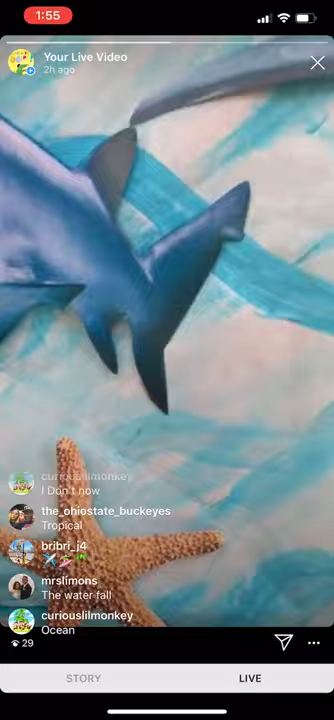 1:55
Your Live Video
2h ago
curiouslilmonkey
I Don't now
the_ohiostate_buckeyes
Tropical
bribri_j4
✈️🏝🌴
mrslimons
The water fall
curiouslilmonkey
Ocean
29
STORY
LIVE